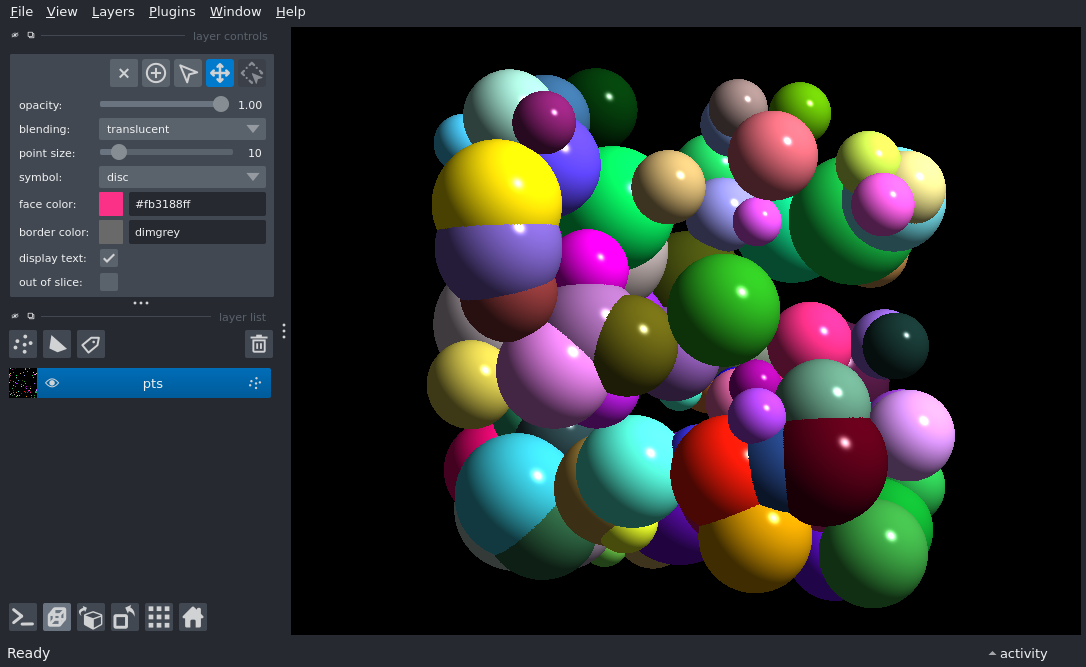 File View Layers Plugins Window Help
layer controls
opacity: 1.00
blending: translucent
point size: 10
symbol: disc
face color: #fb3188ff
border color: dimgrey
display text:
out of slice:
layer list
pts
Ready activity